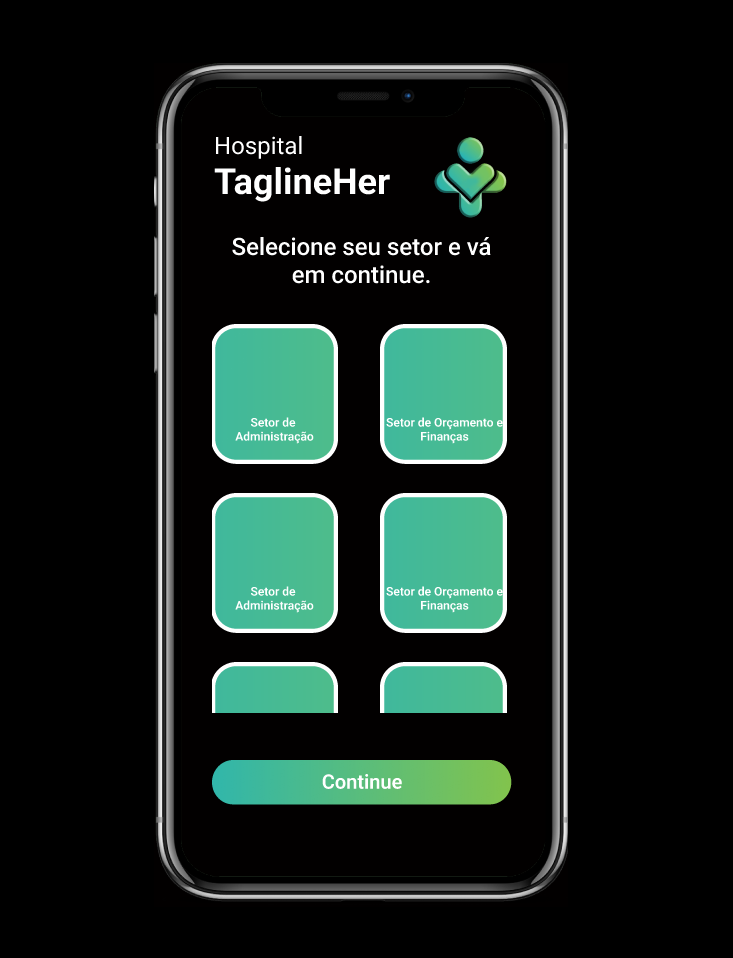 Hospital
TaglineHer
Selecione seu setor e vá
em continue.
Setor de
Administração
Setor de Orçamento e
Finanças
Setor de
Administração
Setor de Orçamento e
Finanças
Continue